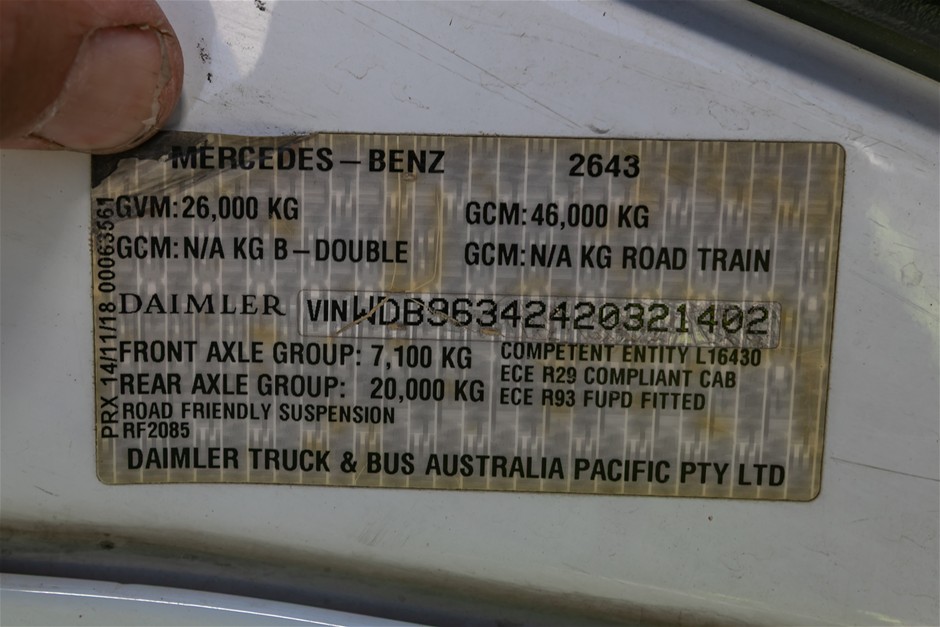 MERCEDES – BENZ 2643
GVM: 26,000 KG GCM: 46,000 KG
GCM: N/A KG B – DOUBLE GCM: N/A KG ROAD TRAIN
DAIMLER VIN WDB96342420321402
FRONT AXLE GROUP: 7,100 KG
REAR AXLE GROUP: 20,000 KG
ROAD FRIENDLY SUSPENSION
RF2085
COMPETENT ENTITY L16430
ECE R29 COMPLIANT CAB
ECE R93 FUPD FITTED
DAIMLER TRUCK & BUS AUSTRALIA PACIFIC PTY LTD
PRX 14/11/18 00063561